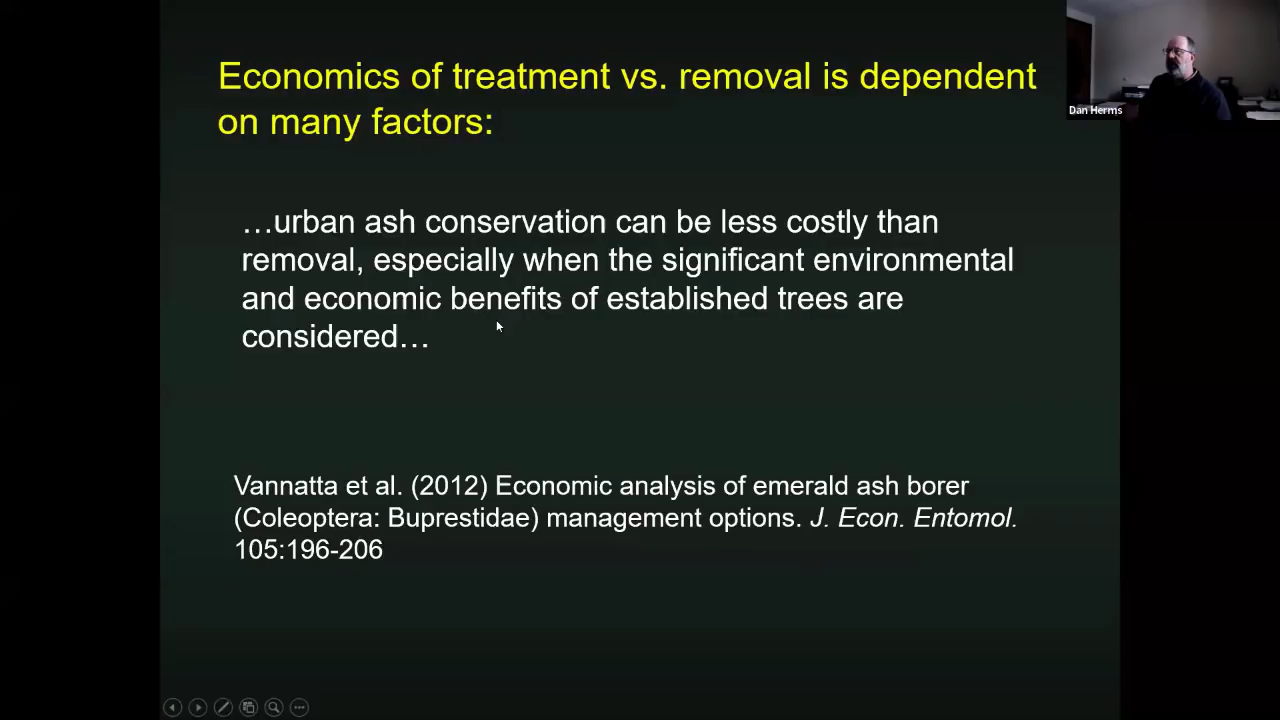 Economics of treatment vs. removal is dependent
on many factors:
Dan Herms
…urban ash conservation can be less costly than
removal, especially when the significant environmental
and economic benefits of established trees are
considered…
Vannatta et al. (2012) Economic analysis of emerald ash borer
(Coleoptera: Buprestidae) management options. J. Econ. Entomol.
105:196-206